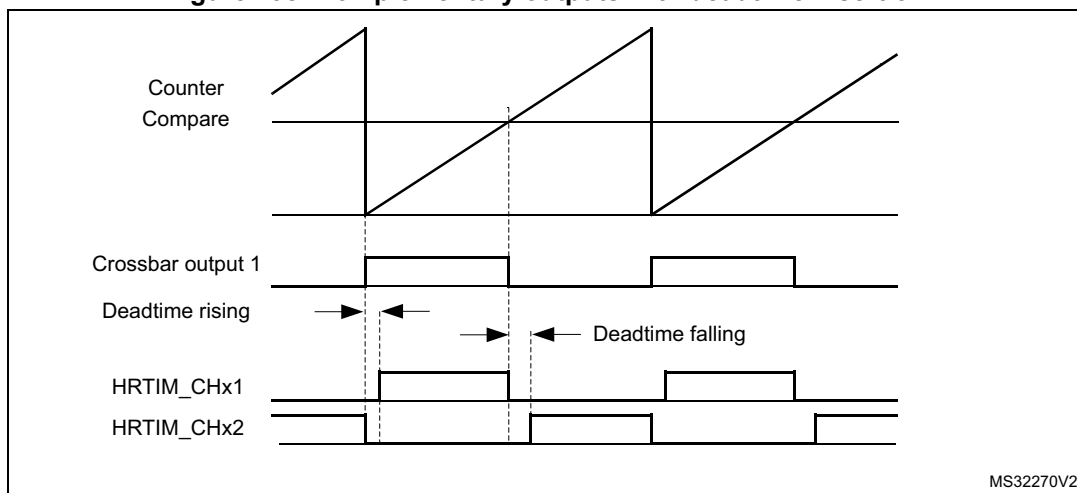 Counter
Compare
Crossbar output 1
Deadtime rising
Deadtime falling
HRTIM_CHx1
HRTIM_CHx2
MS32270V2